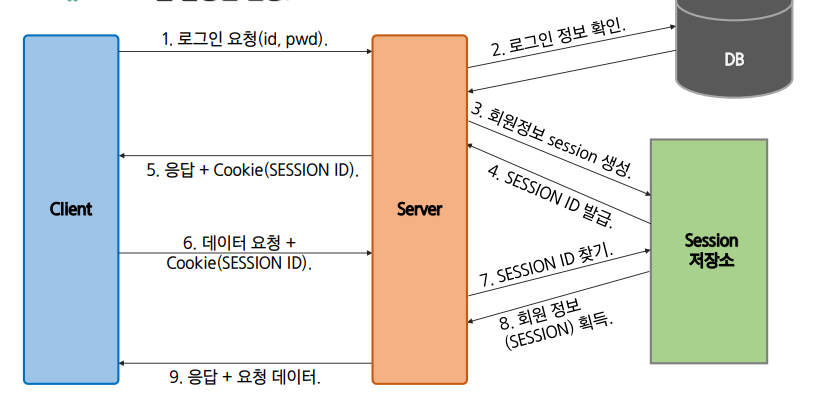 1. 로그인 요청(id, pwd).
2. 로그인 정보 확인.
DB
3. 회원정보 session 생성.
4. SESSION ID 발급.
5. 응답 + Cookie(SESSION ID).
Client
Server
6. 데이터 요청 +
Cookie(SESSION ID).
Session
저장소
7. SESSION ID 찾기.
8. 회원 정보
(SESSION) 획득.
9. 응답 + 요청 데이터.